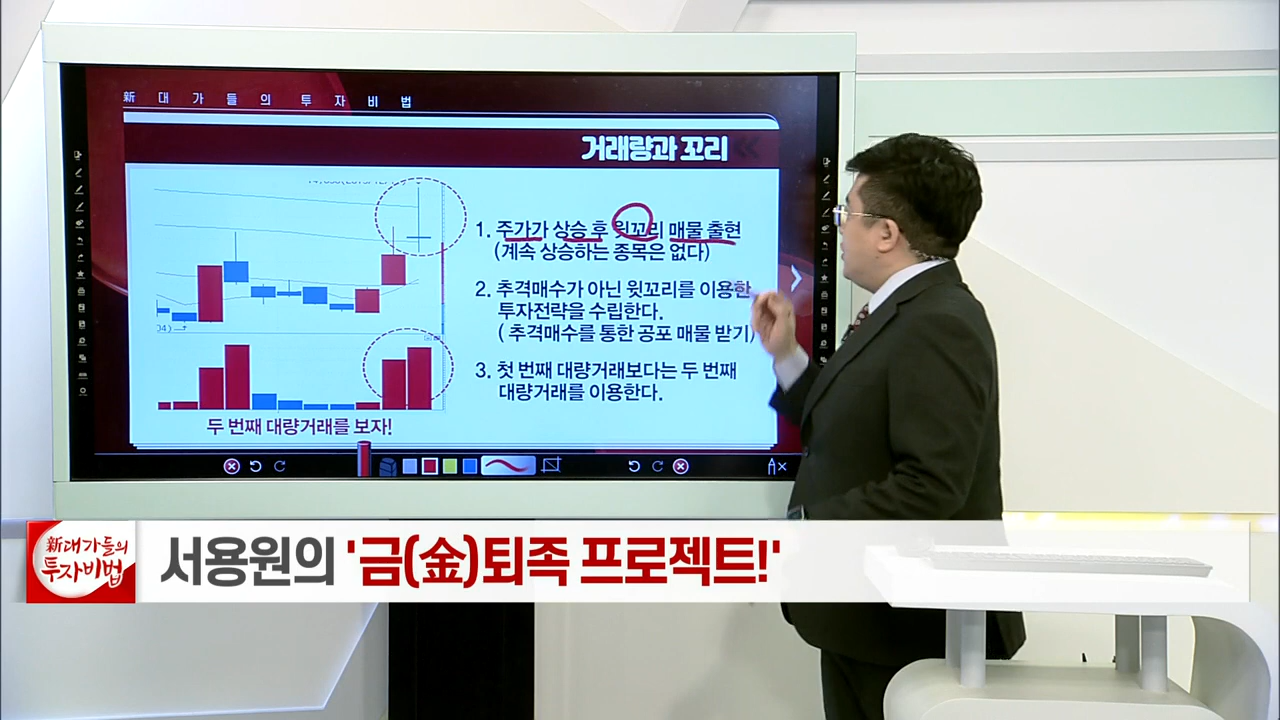 新 대 가 들 의 투 자 비 법
거래량과 꼬리
1. 주가가 상승 후 윗꼬리 매물 출현
(계속 상승하는 종목은 없다)
2. 추격매수가 아닌 윗꼬리를 이용한
투자전략을 수립한다.
( 추격매수를 통한 공포 매물 받기)
3. 첫 번째 대량거래보다는 두 번째
대량거래를 이용한다.
두 번째 대량거래를 보자!
新대가들의
투자비법
서용원의 '금(金)퇴족 프로젝트!'